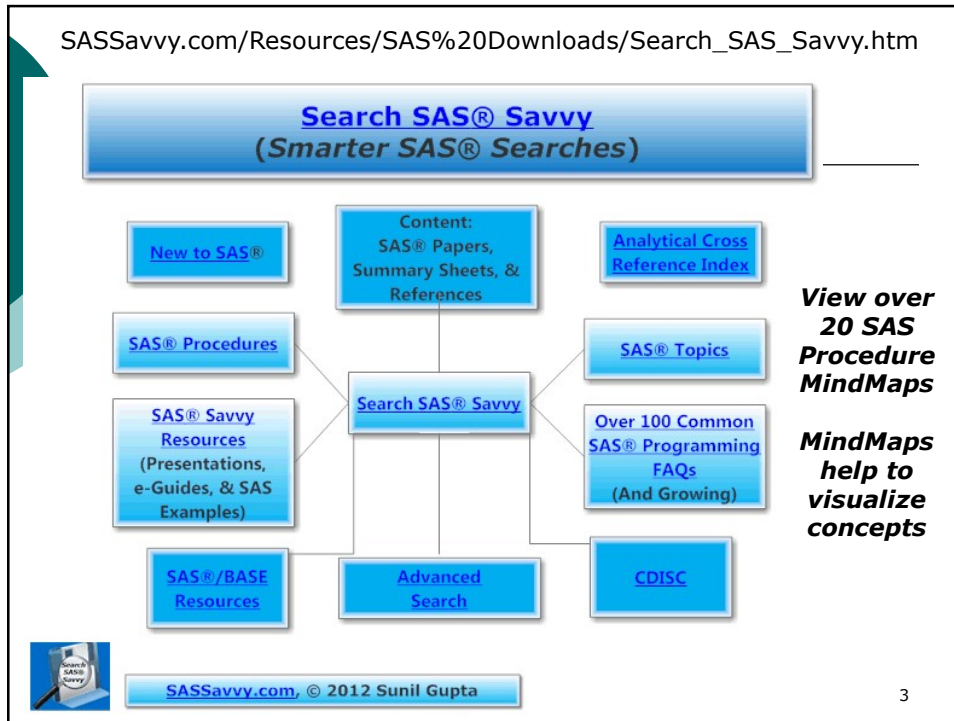 SASSavvy.com/Resources/SAS%20Downloads/Search_SAS_Savvy.htm
Search SAS® Savvy
(Smarter SAS® Searches)
New to SAS®
Content:
SAS® Papers,
Summary Sheets, &
References
Analytical Cross
Reference Index
SAS® Procedures
SAS® Topics
Search SAS® Savvy
SAS® Savvy
Resources
(Presentations,
e-Guides, & SAS
Examples)
Over 100 Common
SAS® Programming
FAQs
(And Growing)
View over
20 SAS
Procedure
MindMaps
MindMaps
help to
visualize
concepts
SAS®/BASE
Resources
Advanced
Search
CDISC
Search
SAS®
Savvy
SASSavvy.com, © 2012 Sunil Gupta
3